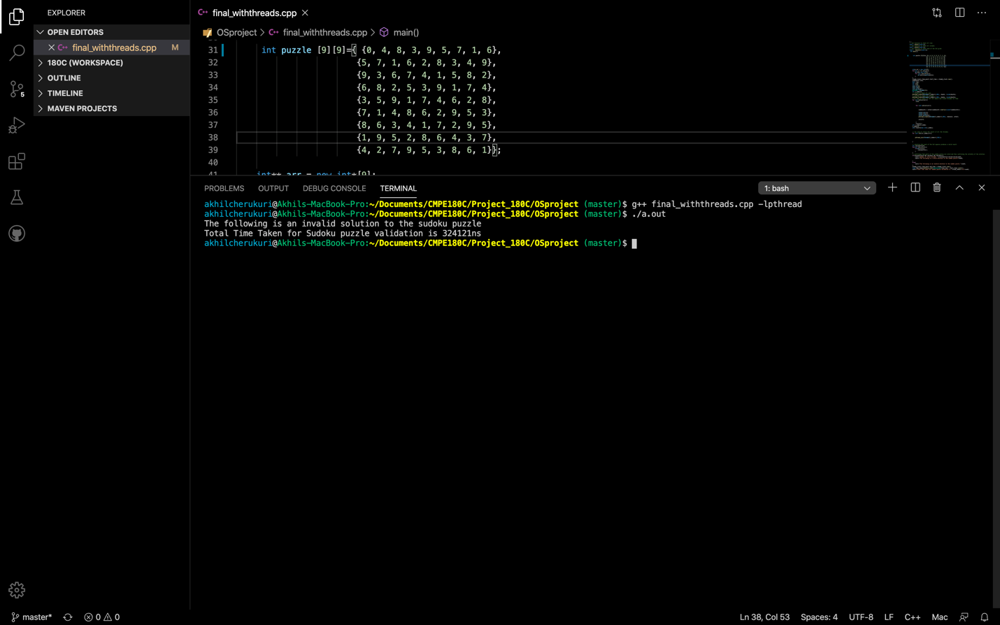 EXPLORER
OPEN EDITORS
final_withthreads.cpp M
180C (WORKSPACE)
OUTLINE
TIMELINE
MAVEN PROJECTS
5
final_withthreads.cpp
OSproject > final_withthreads.cpp > main()
31 int puzzle [9][9]={ {0, 4, 8, 3, 9, 5, 7, 1, 6},
32 {5, 7, 1, 6, 2, 8, 3, 4, 9},
33 {9, 3, 6, 7, 4, 1, 5, 8, 2},
34 {6, 8, 2, 5, 3, 9, 1, 7, 4},
35 {3, 5, 9, 1, 7, 4, 6, 2, 8},
36 {7, 1, 4, 8, 6, 2, 9, 5, 3},
37 {8, 6, 3, 4, 1, 7, 2, 9, 5},
38 {1, 9, 5, 2, 8, 6, 4, 3, 7},
39 {4, 2, 7, 9, 5, 3, 8, 6, 1}};
40
41 int** arr = new int*[9];
PROBLEMS OUTPUT DEBUG CONSOLE TERMINAL 1: bash
akhilcherukuri@Akhils-MacBook-Pro:~/Documents/CMPE180C/Project_180C/OSproject (master)$ g++ final_withthreads.cpp -lpthread
akhilcherukuri@Akhils-MacBook-Pro:~/Documents/CMPE180C/Project_180C/OSproject (master)$ ./a.out
The following is an invalid solution to the sudoku puzzle
Total Time Taken for Sudoku puzzle validation is 324121ns
akhilcherukuri@Akhils-MacBook-Pro:~/Documents/CMPE180C/Project_180C/OSproject (master)$
master* 0 0 Ln 38, Col 53 Spaces: 4 UTF-8 LF C++ Mac